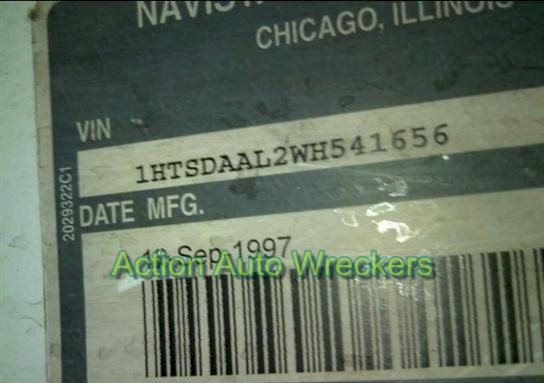 CHICAGO, ILLINOIS
VIN
1HTSDAAL2WH541656
DATE MFG.
Sep 1997
Action Auto Wreckers
2029322C1